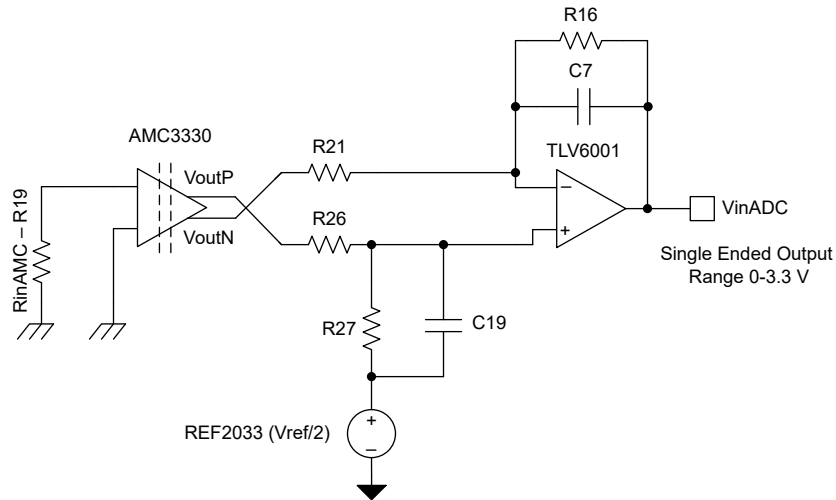 R16
C7
AMC3330
R21
TLV6001
VoutP
VinADC
VoutN
R26
RinAMC – R19
Single Ended Output
Range 0-3.3 V
R27
C19
REF2033 (Vref/2)